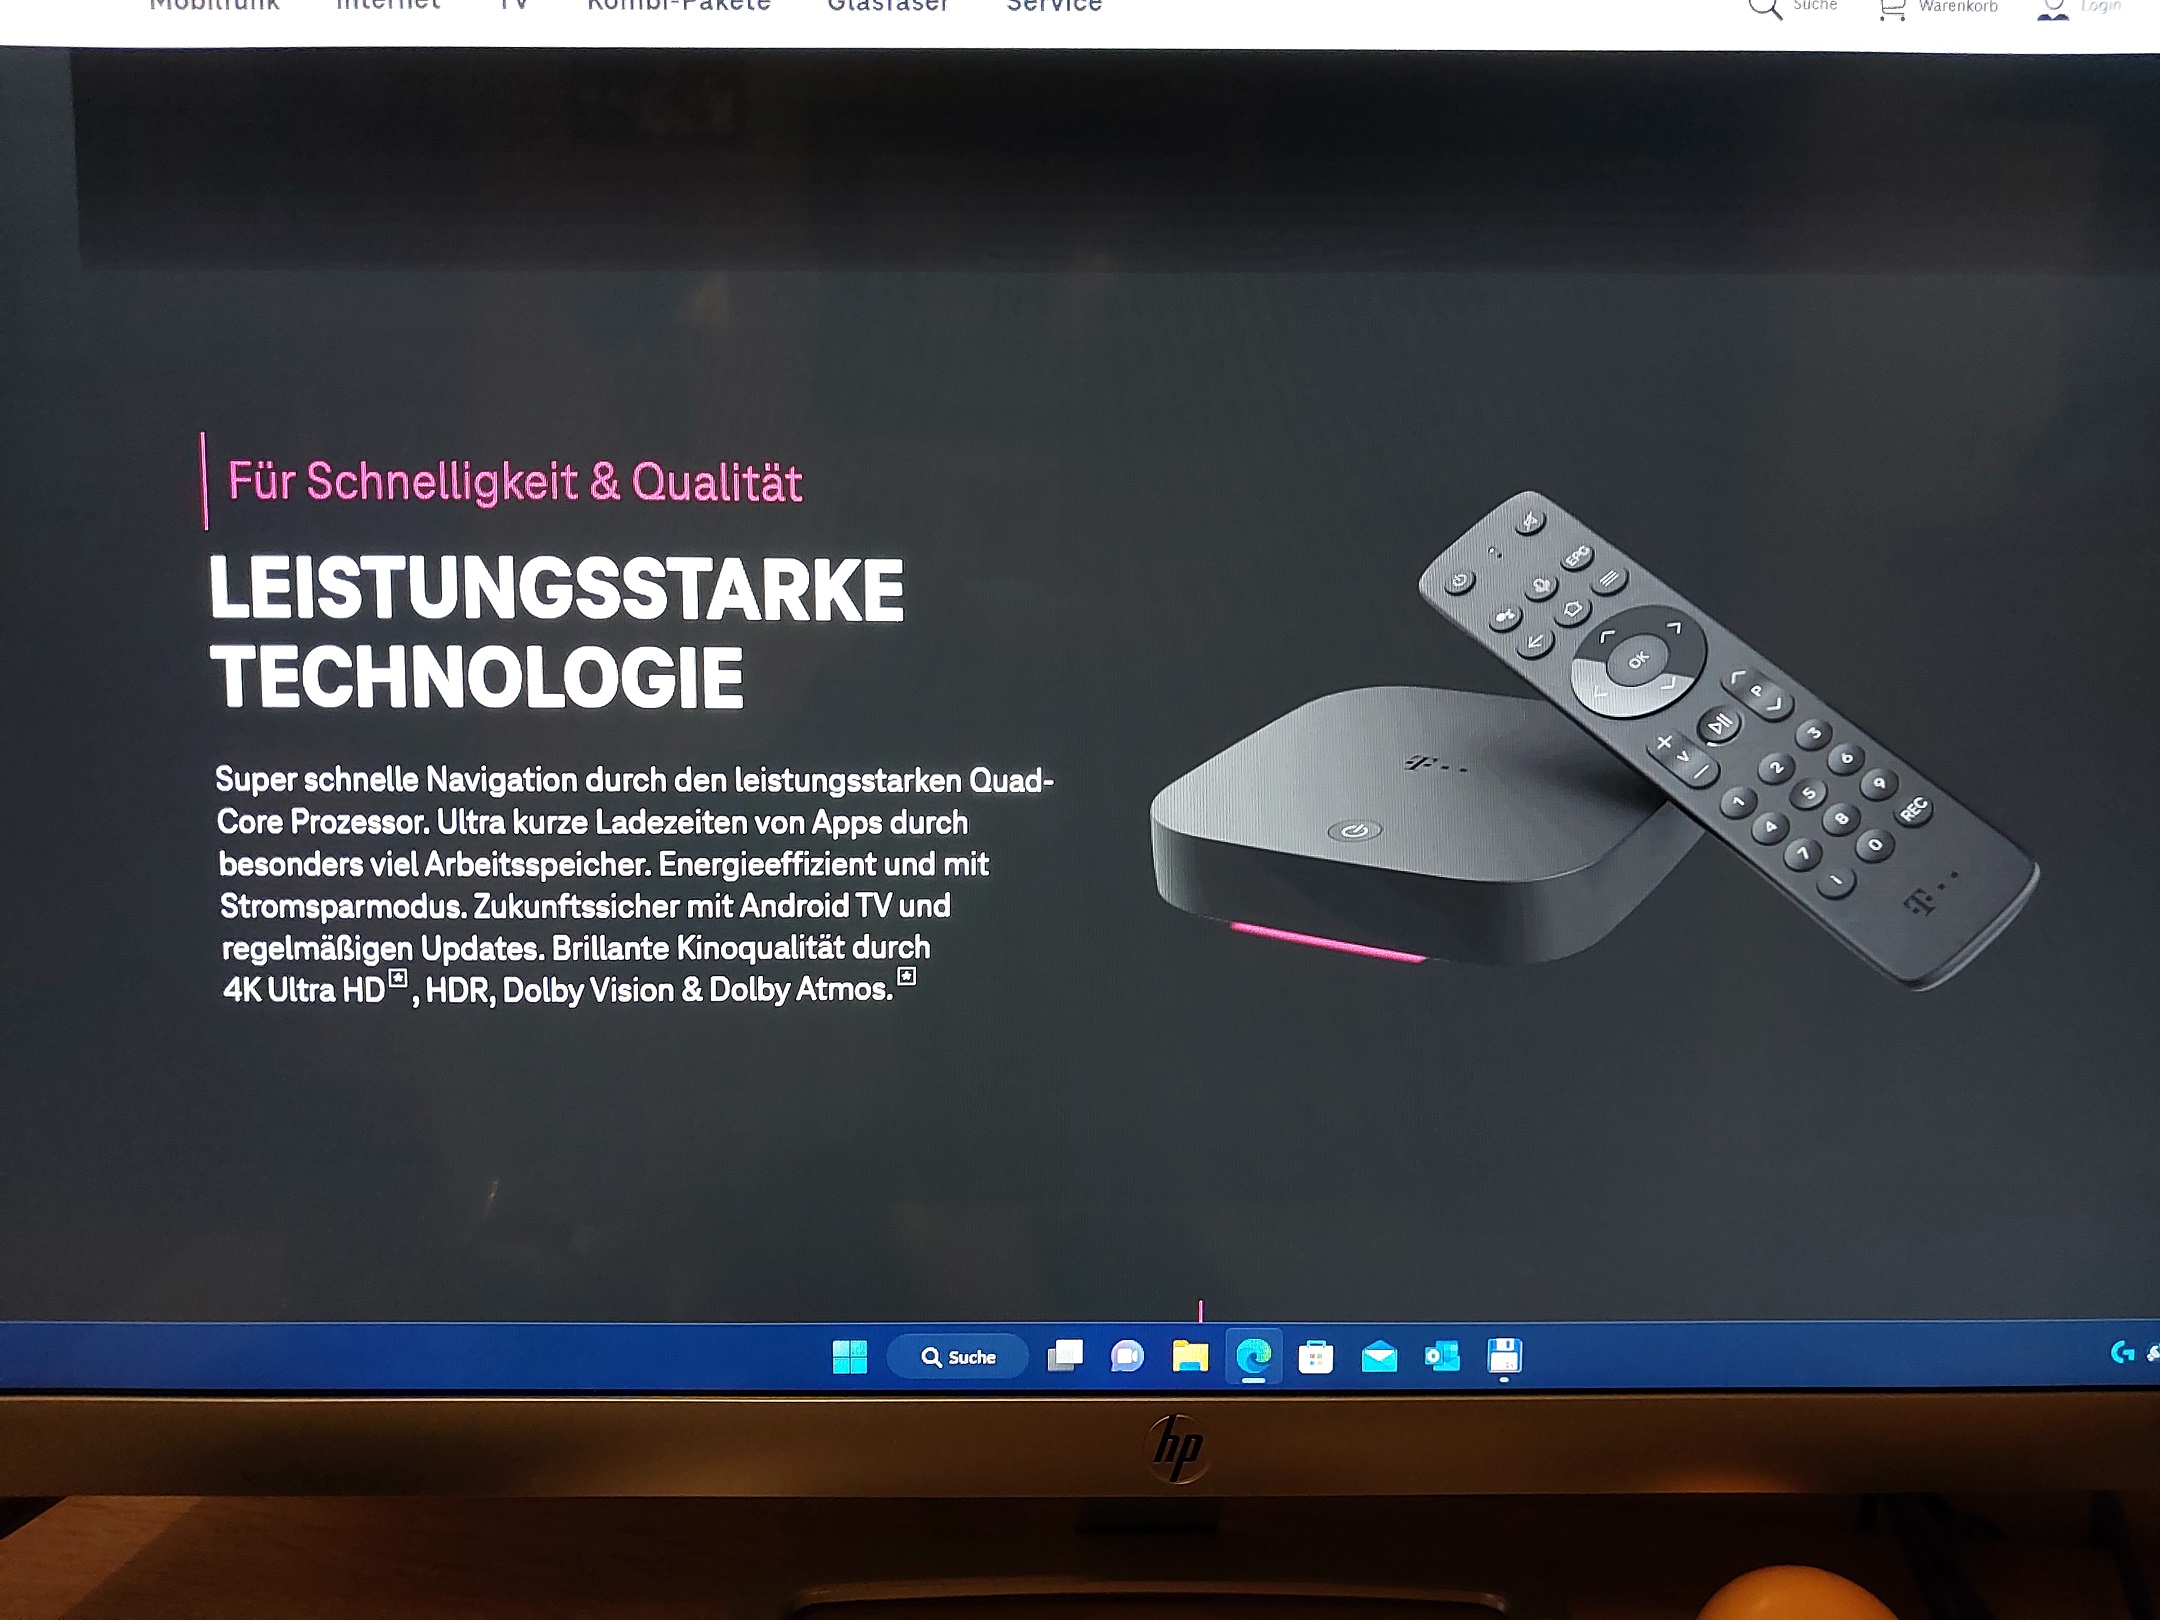 Mobilfunk Internet TV Kombi-Pakete Glasfaser Service Suche Warenkorb Login
Für Schnelligkeit & Qualität
LEISTUNGSSTARKE
TECHNOLOGIE
Super schnelle Navigation durch den leistungsstarken Quad-
Core Prozessor. Ultra kurze Ladezeiten von Apps durch
besonders viel Arbeitsspeicher. Energieeffizient und mit
Stromsparmodus. Zukunftssicher mit Android TV und
regelmäßigen Updates. Brillante Kinoqualität durch
4K Ultra HD*, HDR, Dolby Vision & Dolby Atmos.*
EPG
OK
< P >
+ V –
1 2 3
4 5 6
7 8 9
– 0 REC
T
T
Suche
hp